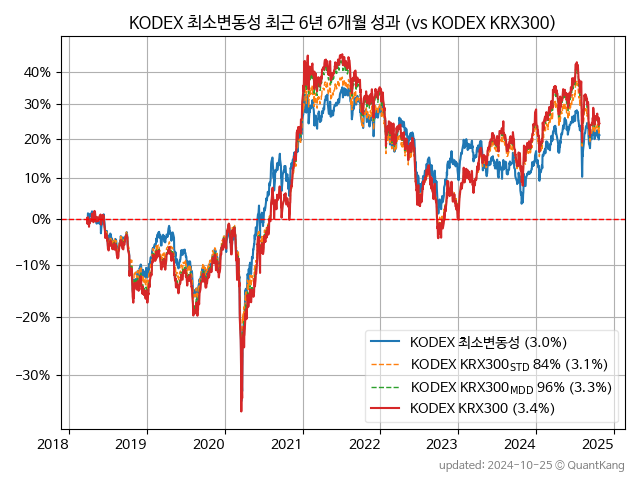 KODEX 최소변동성 최근 6년 6개월 성과 (vs KODEX KRX300)
40%
30%
20%
10%
0%
-10%
-20%
-30%
KODEX 최소변동성 (3.0%)
KODEX KRX300STD 84% (3.1%)
KODEX KRX300MDD 96% (3.3%)
KODEX KRX300 (3.4%)
2018 2019 2020 2021 2022 2023 2024 2025
updated: 2024-10-25 © QuantKang